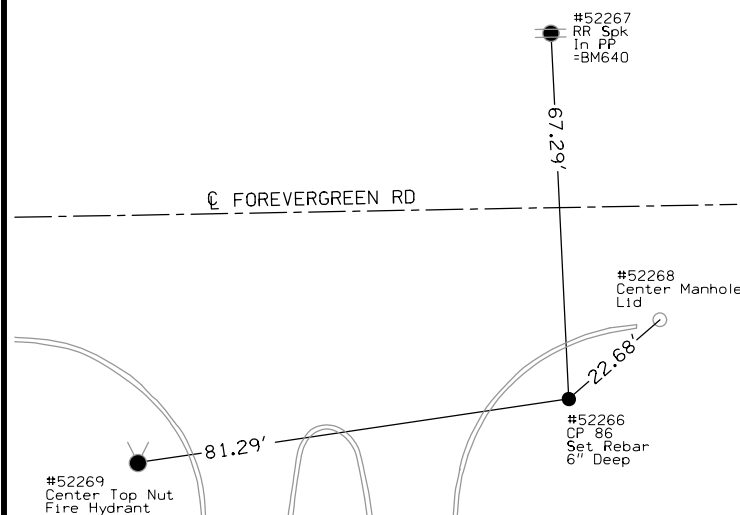 #52267
RR Spk
In PP
=BM640
67.29'
℄ FOREVERGREEN RD
#52268
Center Manhole
Lid
22.68'
#52266
CP 86
Set Rebar
6" Deep
81.29'
#52269
Center Top Nut
Fire Hydrant